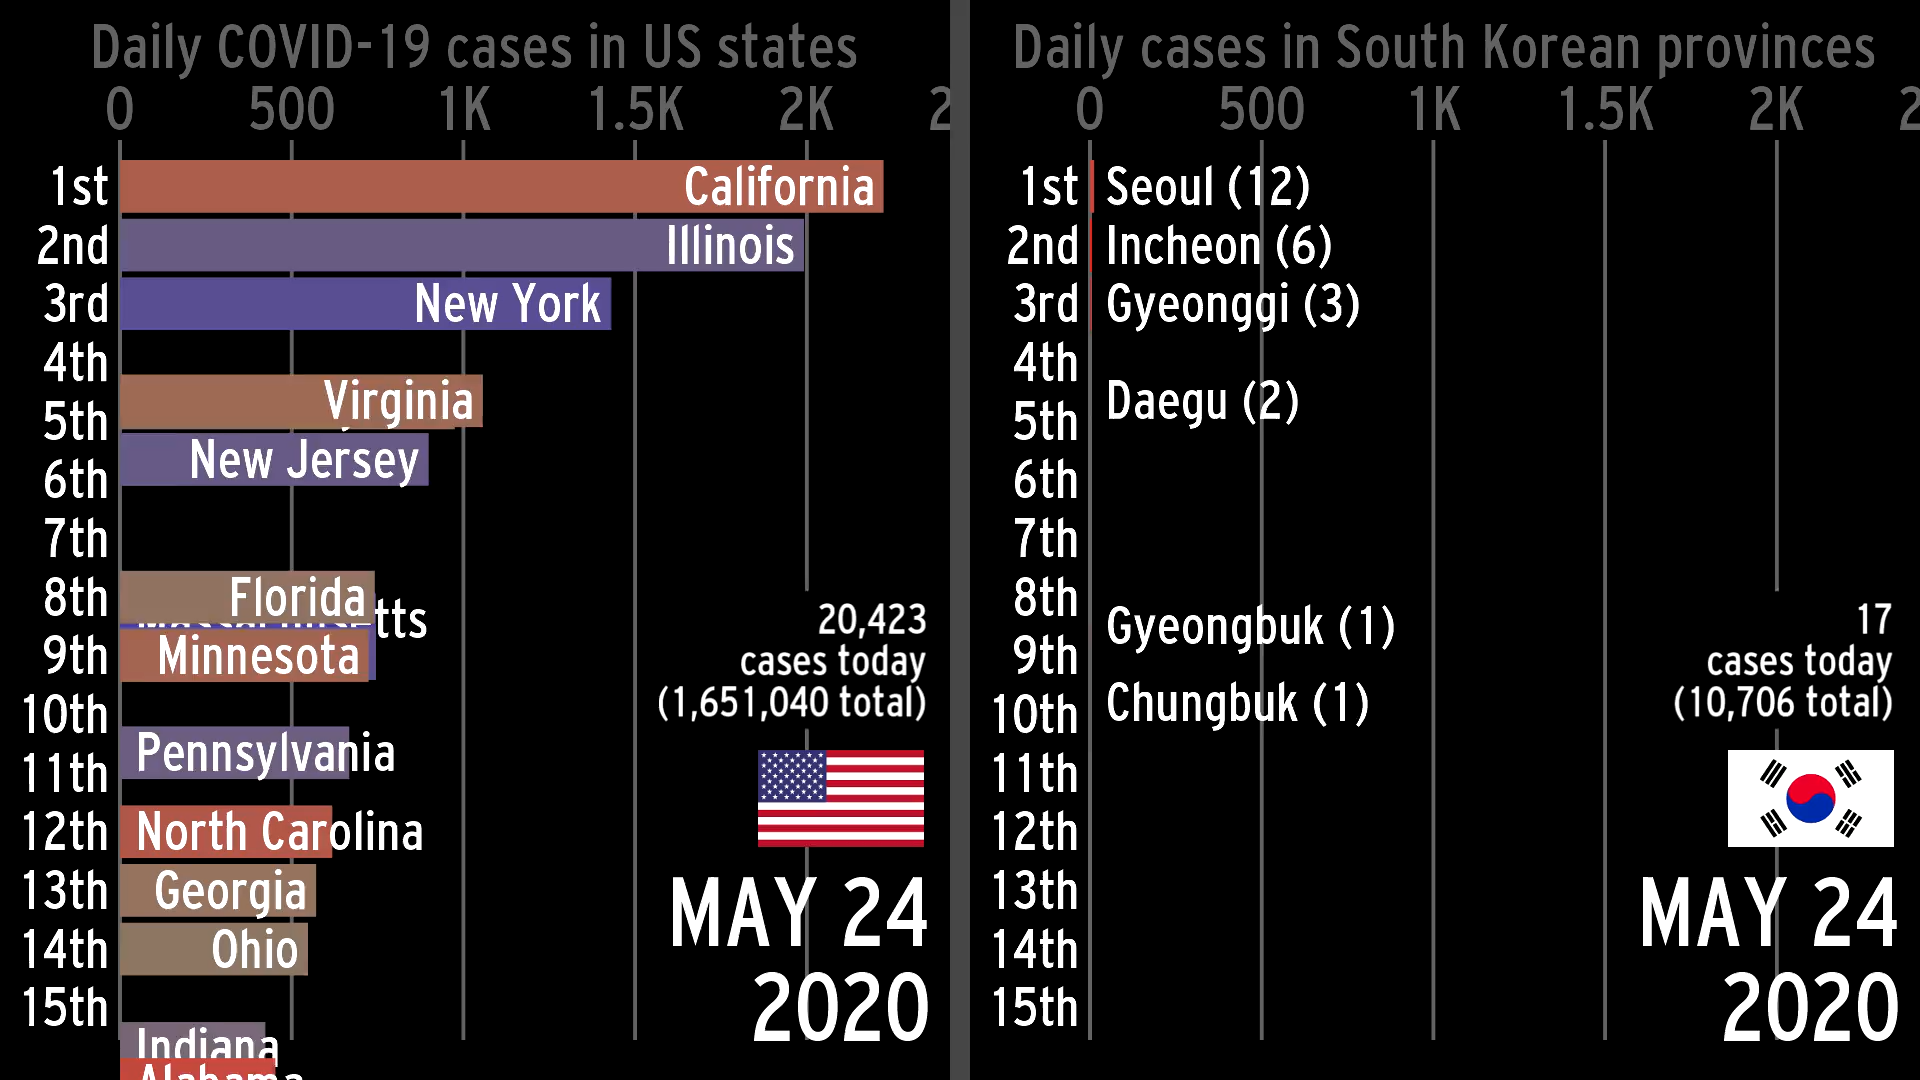 Daily COVID-19 cases in US states
0 500 1K 1.5K 2K 2
1st California
2nd Illinois
3rd New York
4th
Virginia
5th
New Jersey
6th
7th
8th Florida
tts
9th Minnesota
10th
Pennsylvania
11th
12th North Carolina
13th Georgia
14th Ohio
15th
Indiana
Alabama
20,423
cases today
(1,651,040 total)
MAY 24
2020
Daily cases in South Korean provinces
0 500 1K 1.5K 2K 2
1st Seoul (12)
2nd Incheon (6)
3rd Gyeonggi (3)
4th
Daegu (2)
5th
6th
7th
8th
Gyeongbuk (1)
9th
10th Chungbuk (1)
11th
12th
13th
14th
15th
17
cases today
(10,706 total)
MAY 24
2020